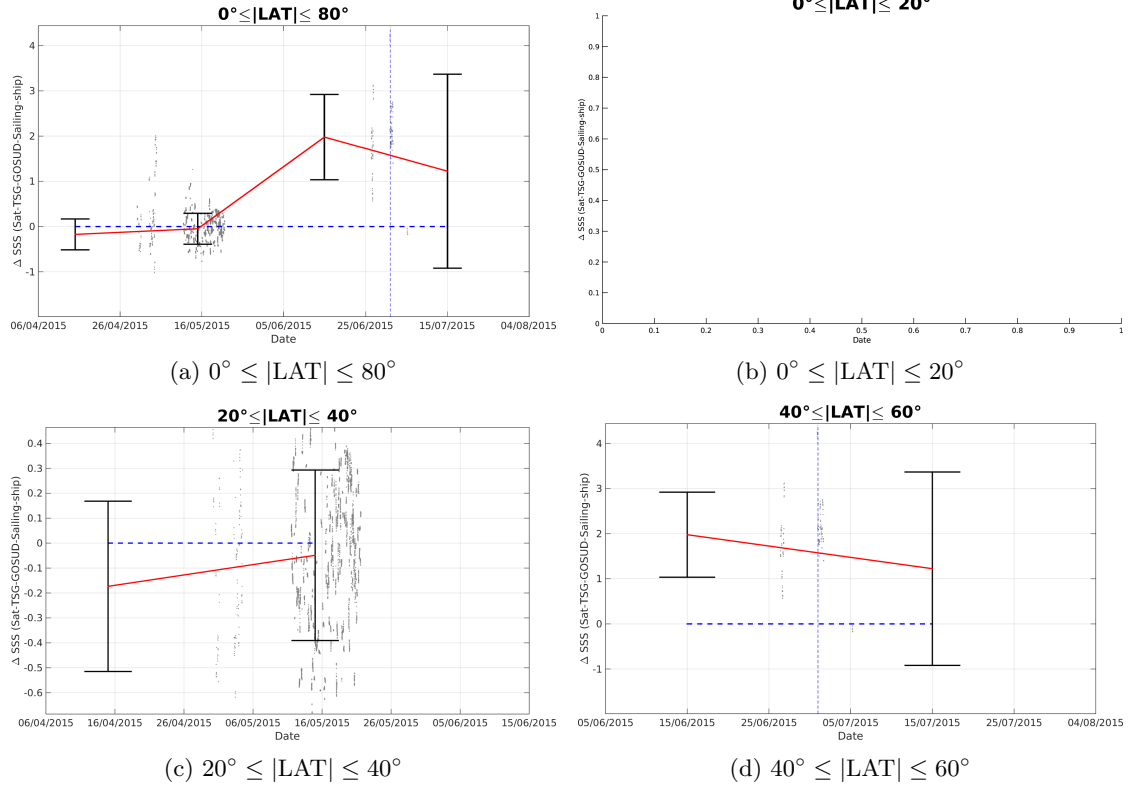 0°≤|LAT|≤ 80°
Δ SSS (Sat-TSG-GOSUD-Sailing-ship)
4
3
2
1
0
-1
06/04/2015 26/04/2015 16/05/2015 05/06/2015 25/06/2015 15/07/2015 04/08/2015
Date
(a) 0° ≤ |LAT| ≤ 80°
0°≤|LAT|≤ 20°
Δ SSS (Sat-TSG-GOSUD-Sailing-ship)
1
0.9
0.8
0.7
0.6
0.5
0.4
0.3
0.2
0.1
0
0 0.1 0.2 0.3 0.4 0.5 0.6 0.7 0.8 0.9 1
Date
(b) 0° ≤ |LAT| ≤ 20°
20°≤|LAT|≤ 40°
Δ SSS (Sat-TSG-GOSUD-Sailing-ship)
0.4
0.3
0.2
0.1
0
-0.1
-0.2
-0.3
-0.4
-0.5
-0.6
06/04/2015 16/04/2015 26/04/2015 06/05/2015 16/05/2015 26/05/2015 05/06/2015 15/06/2015
Date
(c) 20° ≤ |LAT| ≤ 40°
40°≤|LAT|≤ 60°
Δ SSS (Sat-TSG-GOSUD-Sailing-ship)
4
3
2
1
0
-1
05/06/2015 15/06/2015 25/06/2015 05/07/2015 15/07/2015 25/07/2015 04/08/2015
Date
(d) 40° ≤ |LAT| ≤ 60°